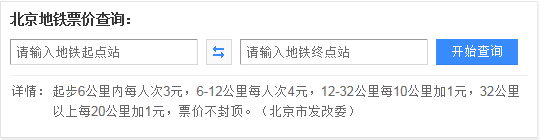 北京地铁票价查询：
请输入地铁起点站 请输入地铁终点站 开始查询
详情：起步6公里内每人次3元，6-12公里每人次4元，12-32公里每10公里加1元，32公里
以上每20公里加1元，票价不封顶。（北京市发改委）